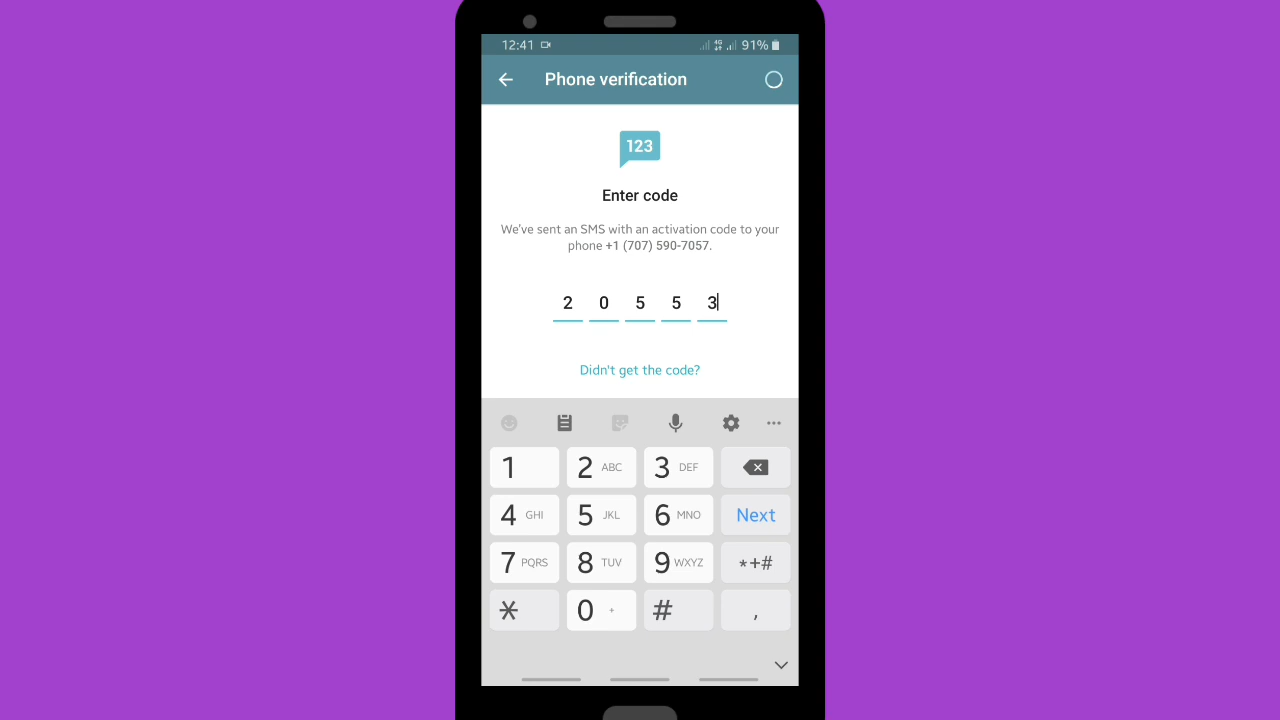 12:41 4G 91%
Phone verification
123
Enter code
We've sent an SMS with an activation code to your
phone +1 (707) 590-7057.
2 0 5 5 3
Didn't get the code?
1 2 ABC 3 DEF
4 GHI 5 JKL 6 MNO Next
7 PQRS 8 TUV 9 WXYZ *+#
* 0 + # ,